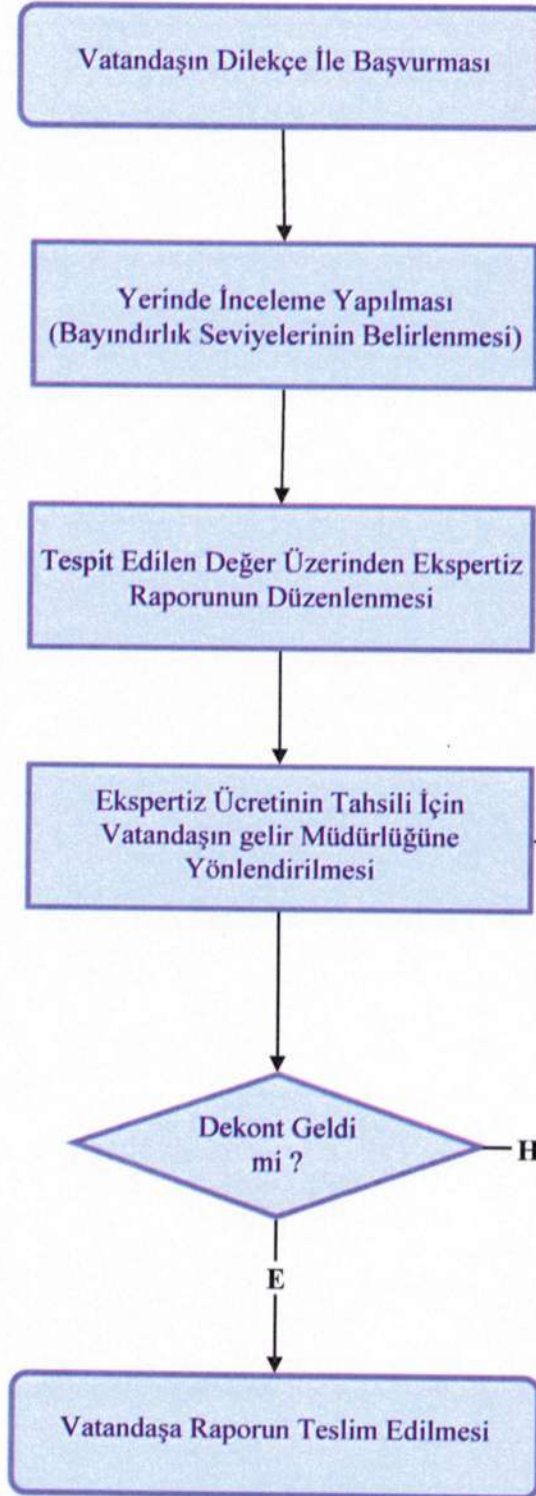 Vatandaşın Dilekçe İle Başvurması
Yerinde İnceleme Yapılması
(Bayındırlık Seviyelerinin Belirlenmesi)
Tespit Edilen Değer Üzerinden Ekspertiz
Raporunun Düzenlenmesi
Ekspertiz Ücretinin Tahsili İçin
Vatandaşın gelir Müdürlüğüne
Yönlendirilmesi
Dekont Geldi
mi ?
H
E
Vatandaşa Raporun Teslim Edilmesi